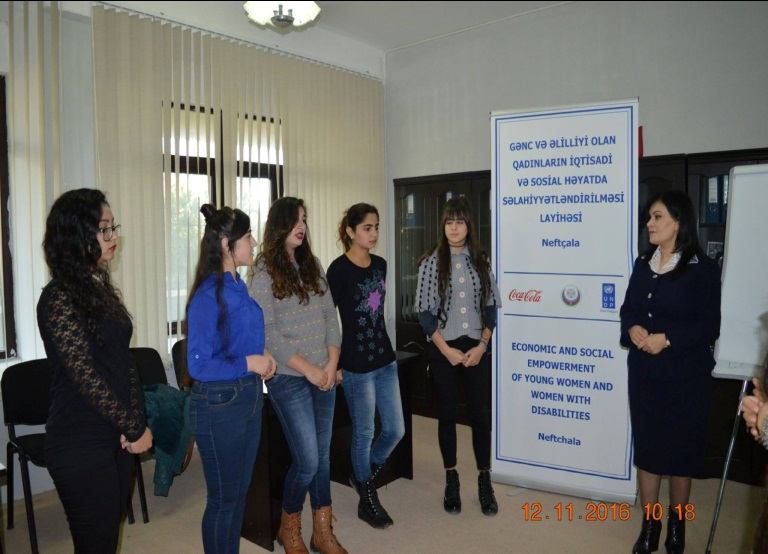 GƏNC VƏ ƏLİLLİYİ OLAN
QADINLARIN İQTİSADİ
VƏ SOSİAL HƏYATDA
SƏLAHİYYƏTLƏNDİRİLMƏSİ
LAYİHƏSİ
Neftçala
Coca-Cola
U N
D P
ECONOMIC AND SOCIAL
EMPOWERMENT
OF YOUNG WOMEN AND
WOMEN WITH
DISABILITIES
Neftchala
12.11.2016 10:18